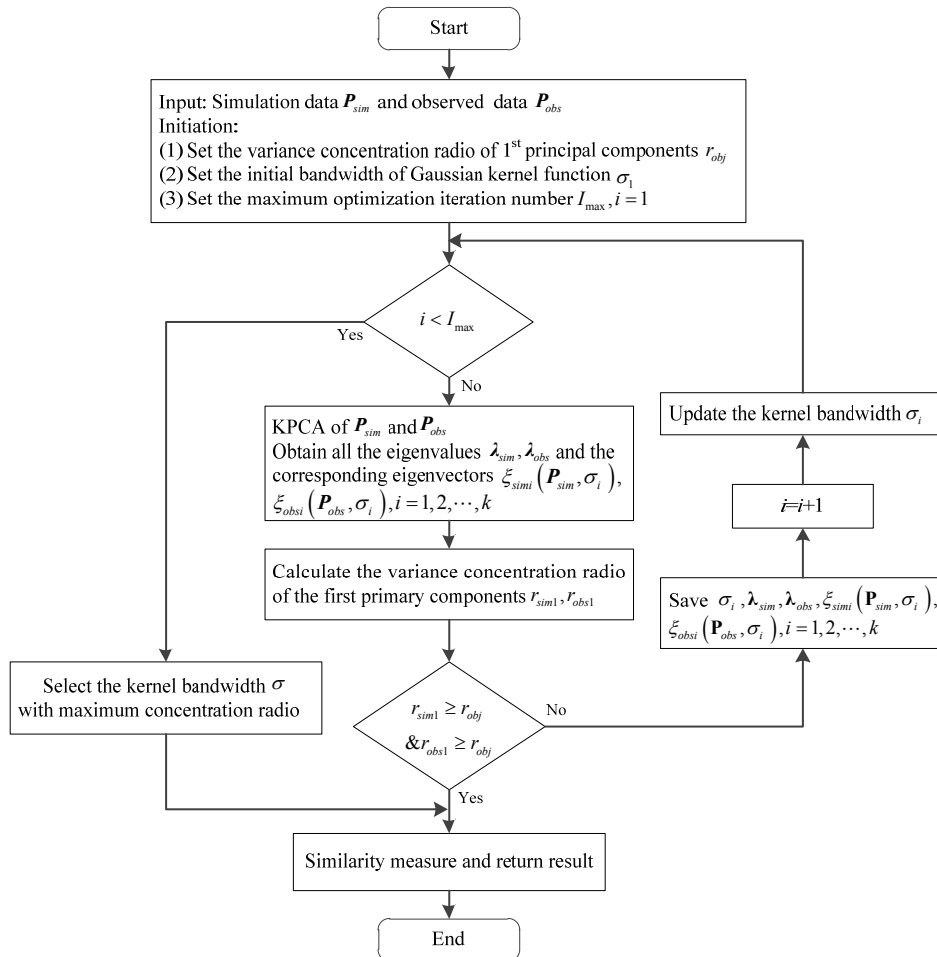 Start
Input: Simulation data P_sim and observed data P_obs
Initiation:
(1) Set the variance concentration radio of 1st principal components r_obj
(2) Set the initial bandwidth of Gaussian kernel function σ_1
(3) Set the maximum optimization iteration number I_max, i = 1
i < I_max
Yes
No
KPCA of P_sim and P_obs
Obtain all the eigenvalues λ_sim, λ_obs and the
corresponding eigenvectors ξ_simi(P_sim, σ_i),
ξ_obsi(P_obs, σ_i), i = 1, 2, ⋯, k
Calculate the variance concentration radio
of the first primary components r_sim1, r_obs1
r_sim1 ≥ r_obj
&r_obs1 ≥ r_obj
No
Yes
Save σ_i, λ_sim, λ_obs, ξ_simi(P_sim, σ_i),
ξ_obsi(P_obs, σ_i), i = 1, 2, ⋯, k
i=i+1
Update the kernel bandwidth σ_i
Select the kernel bandwidth σ
with maximum concentration radio
Similarity measure and return result
End